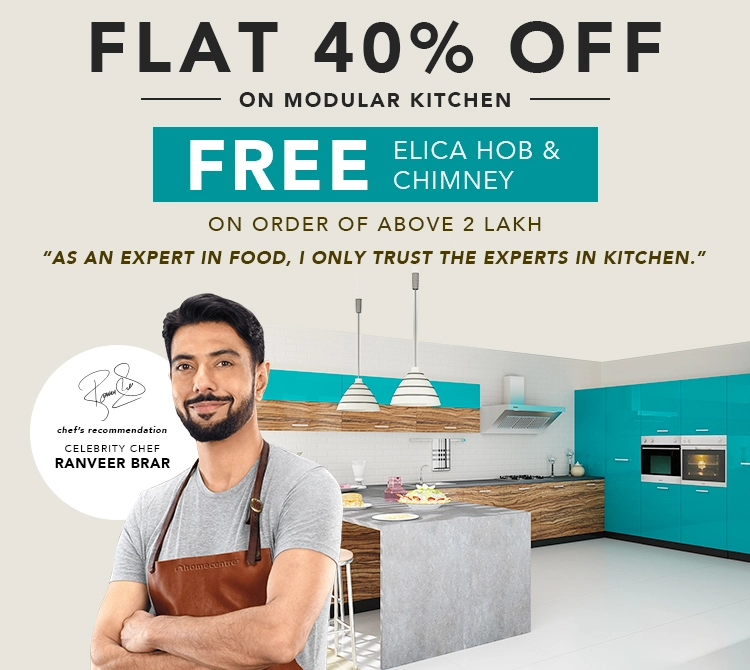 FLAT 40% OFF
ON MODULAR KITCHEN
FREE ELICA HOB &
CHIMNEY
ON ORDER OF ABOVE 2 LAKH
“AS AN EXPERT IN FOOD, I ONLY TRUST THE EXPERTS IN KITCHEN.”
chef's recommendation
CELEBRITY CHEF
RANVEER BRAR
homecentre